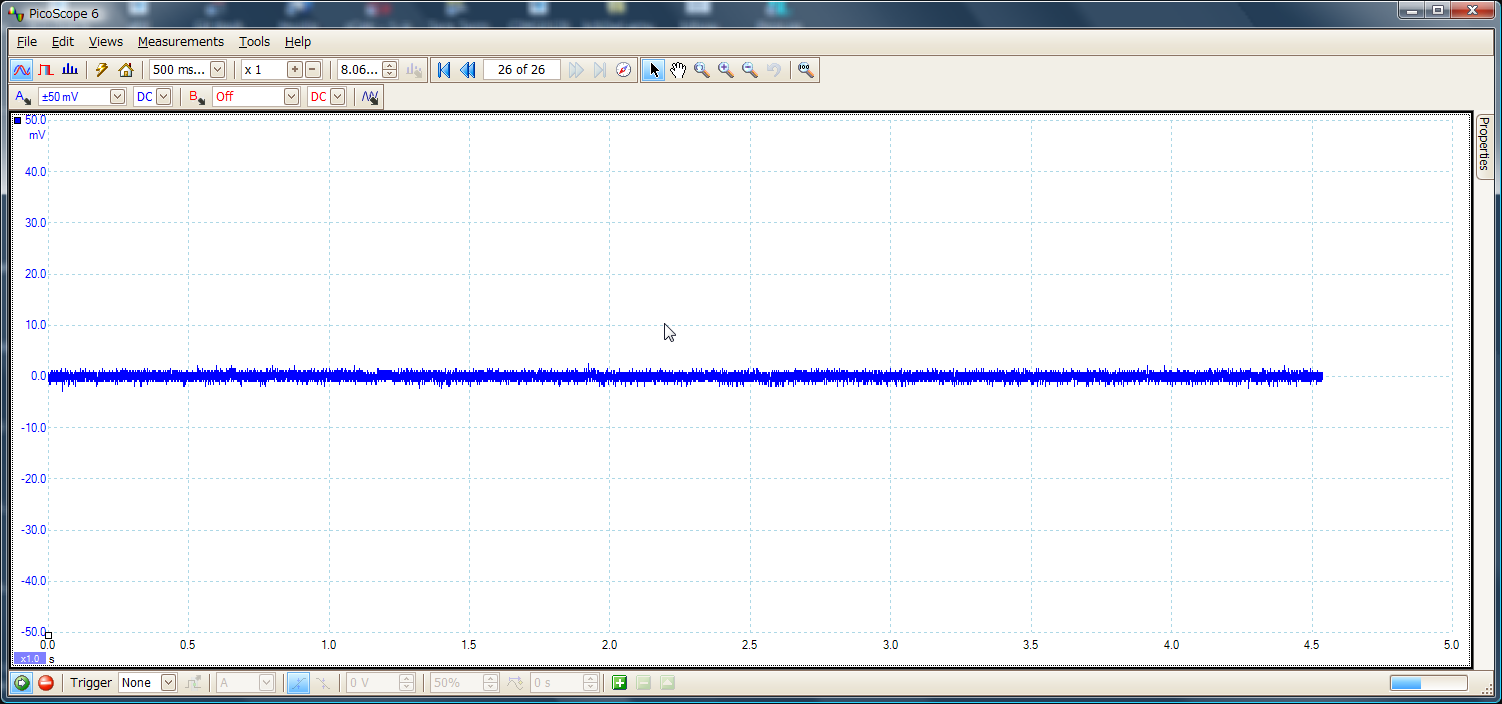 PicoScope 6
File Edit Views Measurements Tools Help
500 ms... x 1 8.06... 26 of 26
A ±50 mV DC B Off DC
50.0
mV
Properties
40.0
30.0
20.0
10.0
0.0
-10.0
-20.0
-30.0
-40.0
-50.0
0.0 0.5 1.0 1.5 2.0 2.5 3.0 3.5 4.0 4.5 5.0
x1.0 s
Trigger None A 0 V 50% 0 s